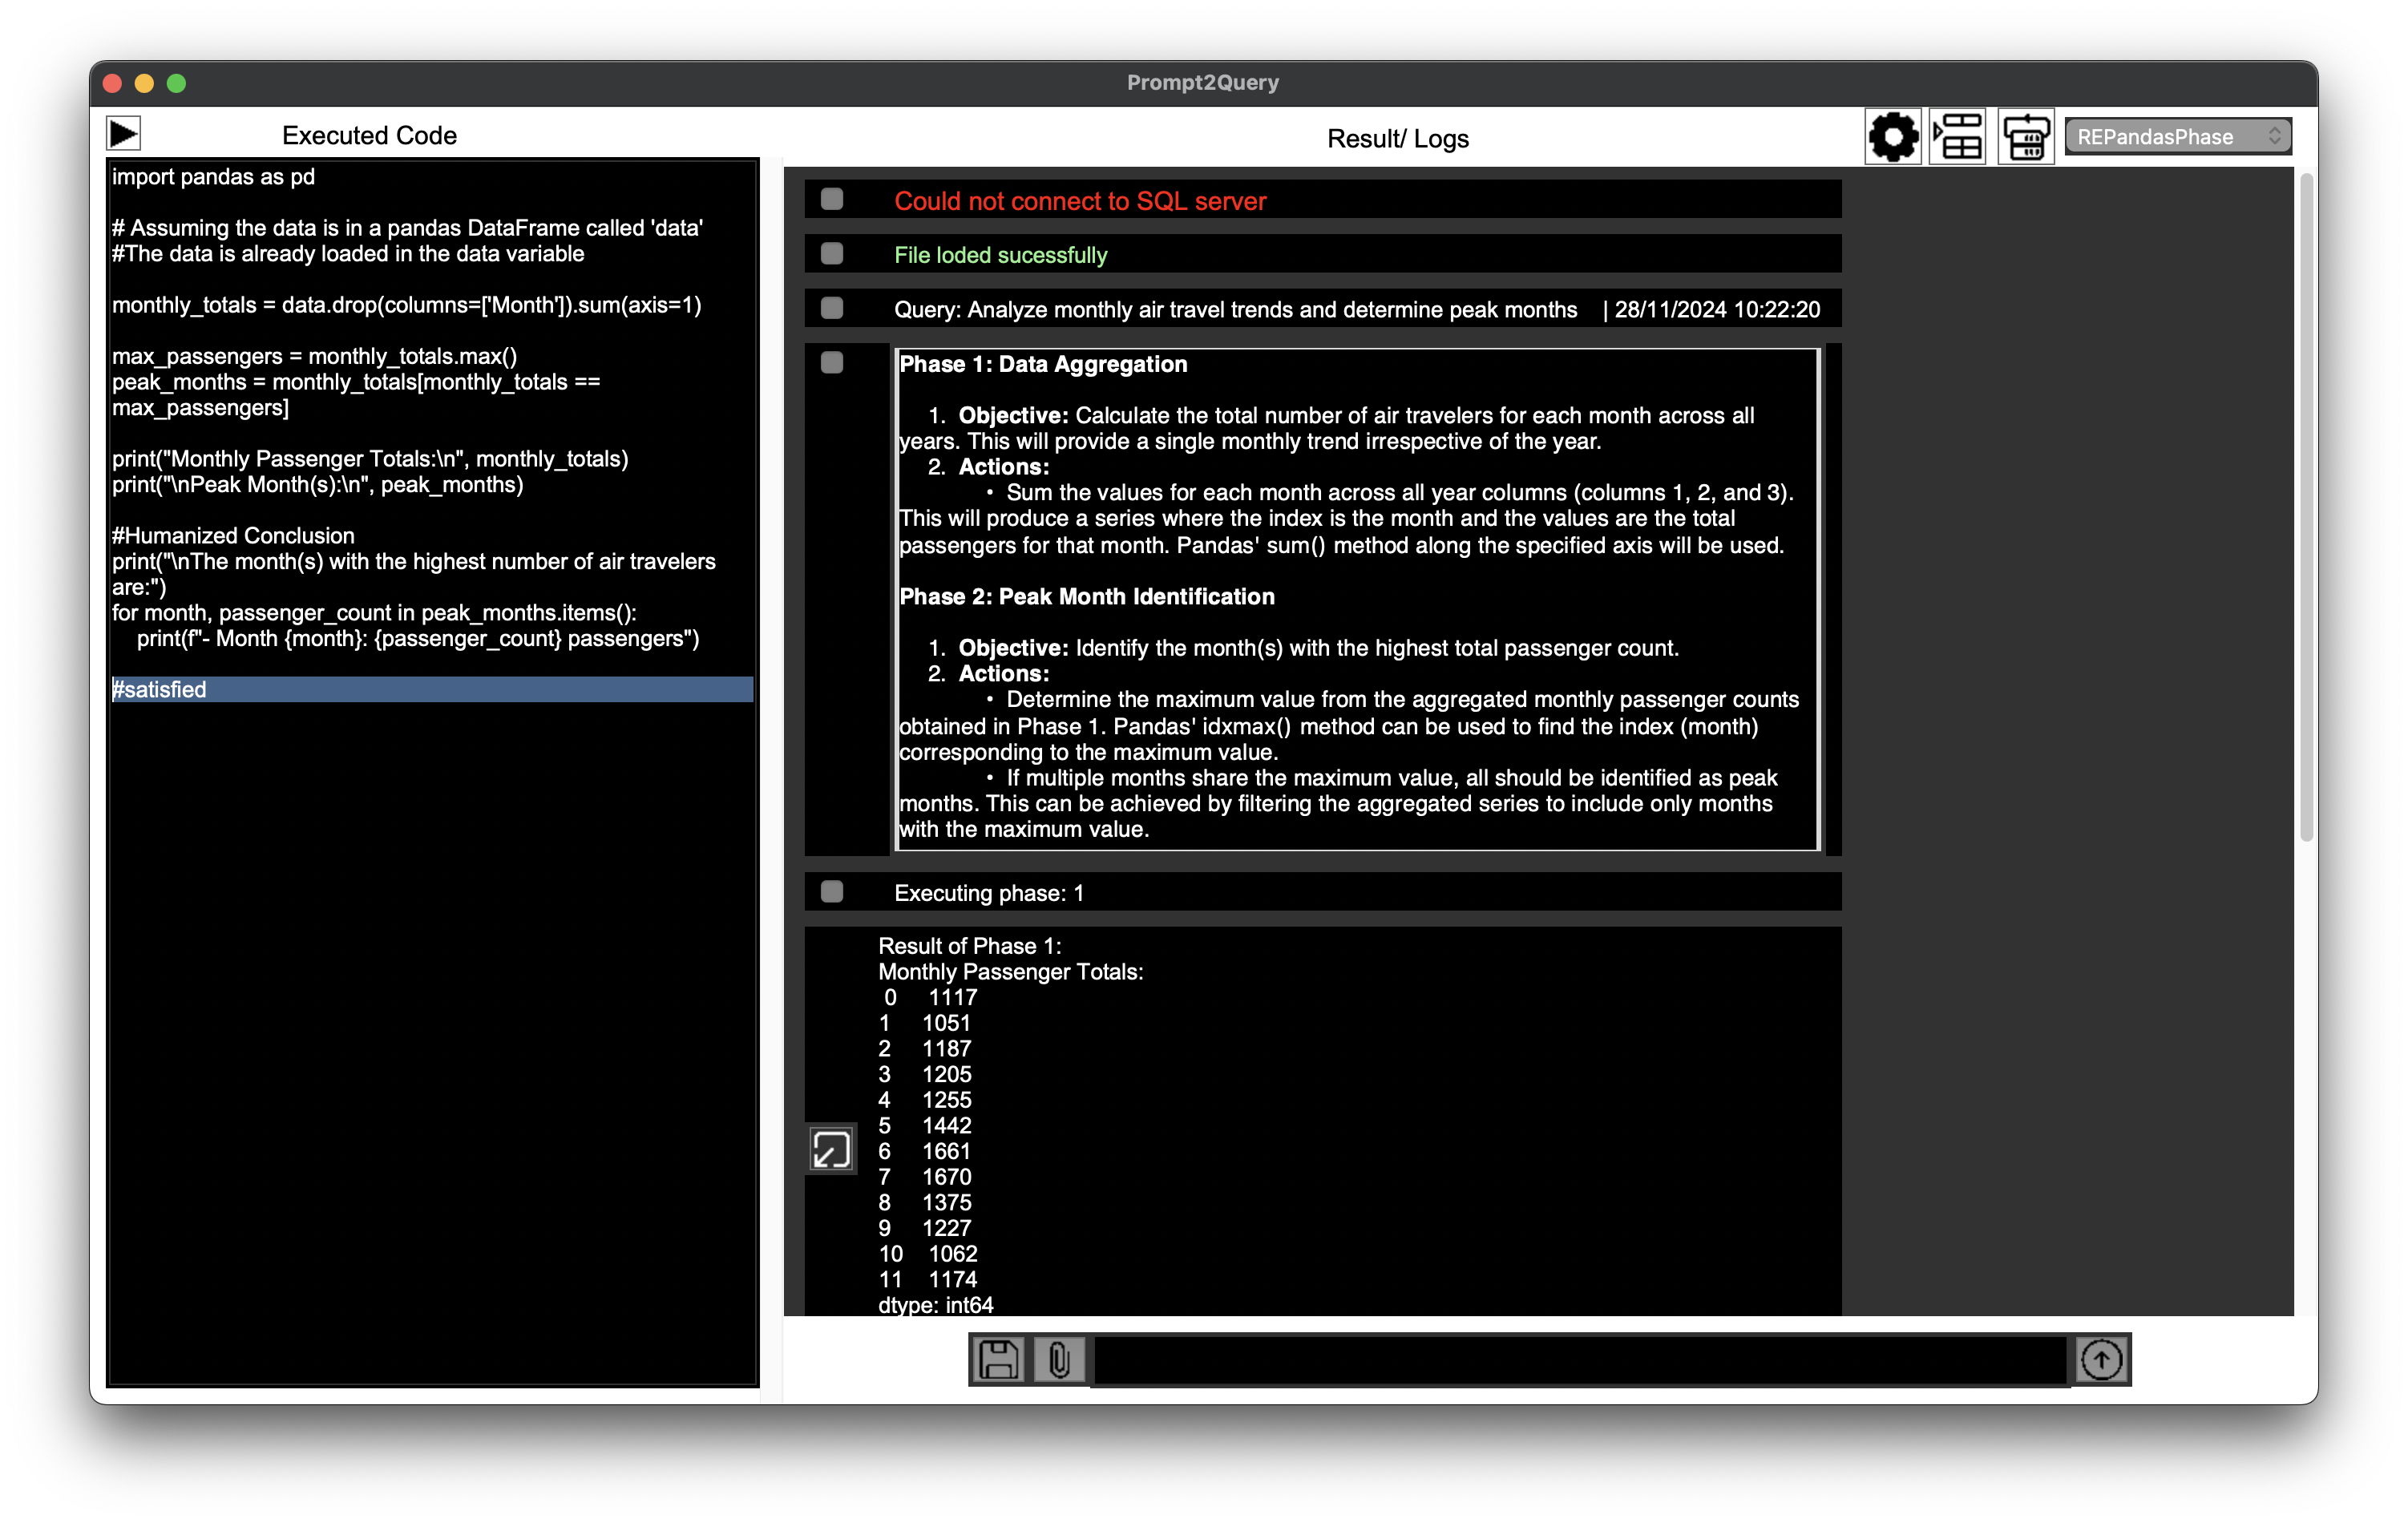 Prompt2Query
Executed Code
import pandas as pd
# Assuming the data is in a pandas DataFrame called 'data'
#The data is already loaded in the data variable
monthly_totals = data.drop(columns=['Month']).sum(axis=1)
max_passengers = monthly_totals.max()
peak_months = monthly_totals[monthly_totals ==
max_passengers]
print("Monthly Passenger Totals:\n", monthly_totals)
print("\nPeak Month(s):\n", peak_months)
#Humanized Conclusion
print("\nThe month(s) with the highest number of air travelers
are:")
for month, passenger_count in peak_months.items():
    print(f"- Month {month}: {passenger_count} passengers")
#satisfied
Result/ Logs
REPandasPhase
Could not connect to SQL server
File loded sucessfully
Query: Analyze monthly air travel trends and determine peak months | 28/11/2024 10:22:20
Phase 1: Data Aggregation
1. Objective: Calculate the total number of air travelers for each month across all
years. This will provide a single monthly trend irrespective of the year.
2. Actions:
• Sum the values for each month across all year columns (columns 1, 2, and 3).
This will produce a series where the index is the month and the values are the total
passengers for that month. Pandas' sum() method along the specified axis will be used.
Phase 2: Peak Month Identification
1. Objective: Identify the month(s) with the highest total passenger count.
2. Actions:
• Determine the maximum value from the aggregated monthly passenger counts
obtained in Phase 1. Pandas' idxmax() method can be used to find the index (month)
corresponding to the maximum value.
• If multiple months share the maximum value, all should be identified as peak
months. This can be achieved by filtering the aggregated series to include only months
with the maximum value.
Executing phase: 1
Result of Phase 1:
Monthly Passenger Totals:
0 1117
1 1051
2 1187
3 1205
4 1255
5 1442
6 1661
7 1670
8 1375
9 1227
10 1062
11 1174
dtype: int64